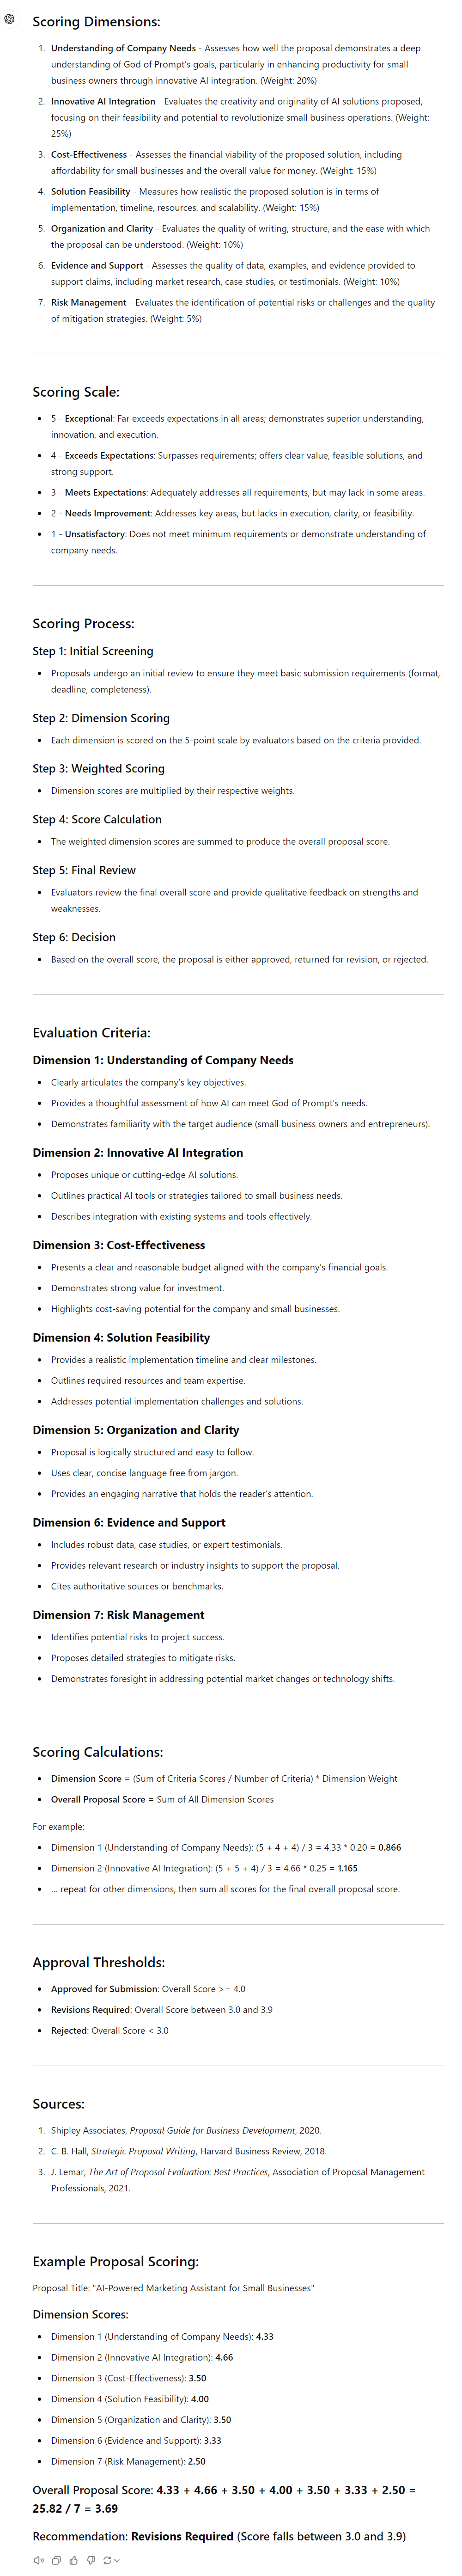 Scoring Dimensions:
1. Understanding of Company Needs - Assesses how well the proposal demonstrates a deep
understanding of God of Prompt's goals, particularly in enhancing productivity for small
business owners through innovative AI integration. (Weight: 20%)
2. Innovative AI Integration - Evaluates the creativity and originality of AI solutions proposed,
focusing on their feasibility and potential to revolutionize small business operations. (Weight:
25%)
3. Cost-Effectiveness - Assesses the financial viability of the proposed solution, including
affordability for small businesses and the overall value for money. (Weight: 15%)
4. Solution Feasibility - Measures how realistic the proposed solution is in terms of
implementation, timeline, resources, and scalability. (Weight: 15%)
5. Organization and Clarity - Evaluates the quality of writing, structure, and the ease with which
the proposal can be understood. (Weight: 10%)
6. Evidence and Support - Assesses the quality of data, examples, and evidence provided to
support claims, including market research, case studies, or testimonials. (Weight: 10%)
7. Risk Management - Evaluates the identification of potential risks or challenges and the quality
of mitigation strategies. (Weight: 5%)
Scoring Scale:
• 5 - Exceptional: Far exceeds expectations in all areas; demonstrates superior understanding,
innovation, and execution.
• 4 - Exceeds Expectations: Surpasses requirements; offers clear value, feasible solutions, and
strong support.
• 3 - Meets Expectations: Adequately addresses all requirements, but may lack in some areas.
• 2 - Needs Improvement: Addresses key areas, but lacks in execution, clarity, or feasibility.
• 1 - Unsatisfactory: Does not meet minimum requirements or demonstrate understanding of
company needs.
Scoring Process:
Step 1: Initial Screening
• Proposals undergo an initial review to ensure they meet basic submission requirements (format,
deadline, completeness).
Step 2: Dimension Scoring
• Each dimension is scored on the 5-point scale by evaluators based on the criteria provided.
Step 3: Weighted Scoring
• Dimension scores are multiplied by their respective weights.
Step 4: Score Calculation
• The weighted dimension scores are summed to produce the overall proposal score.
Step 5: Final Review
• Evaluators review the final overall score and provide qualitative feedback on strengths and
weaknesses.
Step 6: Decision
• Based on the overall score, the proposal is either approved, returned for revision, or rejected.
Evaluation Criteria:
Dimension 1: Understanding of Company Needs
• Clearly articulates the company's key objectives.
• Provides a thoughtful assessment of how AI can meet God of Prompt's needs.
• Demonstrates familiarity with the target audience (small business owners and entrepreneurs).
Dimension 2: Innovative AI Integration
• Proposes unique or cutting-edge AI solutions.
• Outlines practical AI tools or strategies tailored to small business needs.
• Describes integration with existing systems and tools effectively.
Dimension 3: Cost-Effectiveness
• Presents a clear and reasonable budget aligned with the company's financial goals.
• Demonstrates strong value for investment.
• Highlights cost-saving potential for the company and small businesses.
Dimension 4: Solution Feasibility
• Provides a realistic implementation timeline and clear milestones.
• Outlines required resources and team expertise.
• Addresses potential implementation challenges and solutions.
Dimension 5: Organization and Clarity
• Proposal is logically structured and easy to follow.
• Uses clear, concise language free from jargon.
• Provides an engaging narrative that holds the reader's attention.
Dimension 6: Evidence and Support
• Includes robust data, case studies, or expert testimonials.
• Provides relevant research or industry insights to support the proposal.
• Cites authoritative sources or benchmarks.
Dimension 7: Risk Management
• Identifies potential risks to project success.
• Proposes detailed strategies to mitigate risks.
• Demonstrates foresight in addressing potential market changes or technology shifts.
Scoring Calculations:
• Dimension Score = (Sum of Criteria Scores / Number of Criteria) * Dimension Weight
• Overall Proposal Score = Sum of All Dimension Scores
For example:
• Dimension 1 (Understanding of Company Needs): (5 + 4 + 4) / 3 = 4.33 * 0.20 = 0.866
• Dimension 2 (Innovative AI Integration): (5 + 5 + 4) / 3 = 4.66 * 0.25 = 1.165
• ... repeat for other dimensions, then sum all scores for the final overall proposal score.
Approval Thresholds:
• Approved for Submission: Overall Score >= 4.0
• Revisions Required: Overall Score between 3.0 and 3.9
• Rejected: Overall Score < 3.0
Sources:
1. Shipley Associates, Proposal Guide for Business Development, 2020.
2. C. B. Hall, Strategic Proposal Writing, Harvard Business Review, 2018.
3. J. Lemar, The Art of Proposal Evaluation: Best Practices, Association of Proposal Management
Professionals, 2021.
Example Proposal Scoring:
Proposal Title: "AI-Powered Marketing Assistant for Small Businesses"
Dimension Scores:
• Dimension 1 (Understanding of Company Needs): 4.33
• Dimension 2 (Innovative AI Integration): 4.66
• Dimension 3 (Cost-Effectiveness): 3.50
• Dimension 4 (Solution Feasibility): 4.00
• Dimension 5 (Organization and Clarity): 3.50
• Dimension 6 (Evidence and Support): 3.33
• Dimension 7 (Risk Management): 2.50
Overall Proposal Score: 4.33 + 4.66 + 3.50 + 4.00 + 3.50 + 3.33 + 2.50 =
25.82 / 7 = 3.69
Recommendation: Revisions Required (Score falls between 3.0 and 3.9)